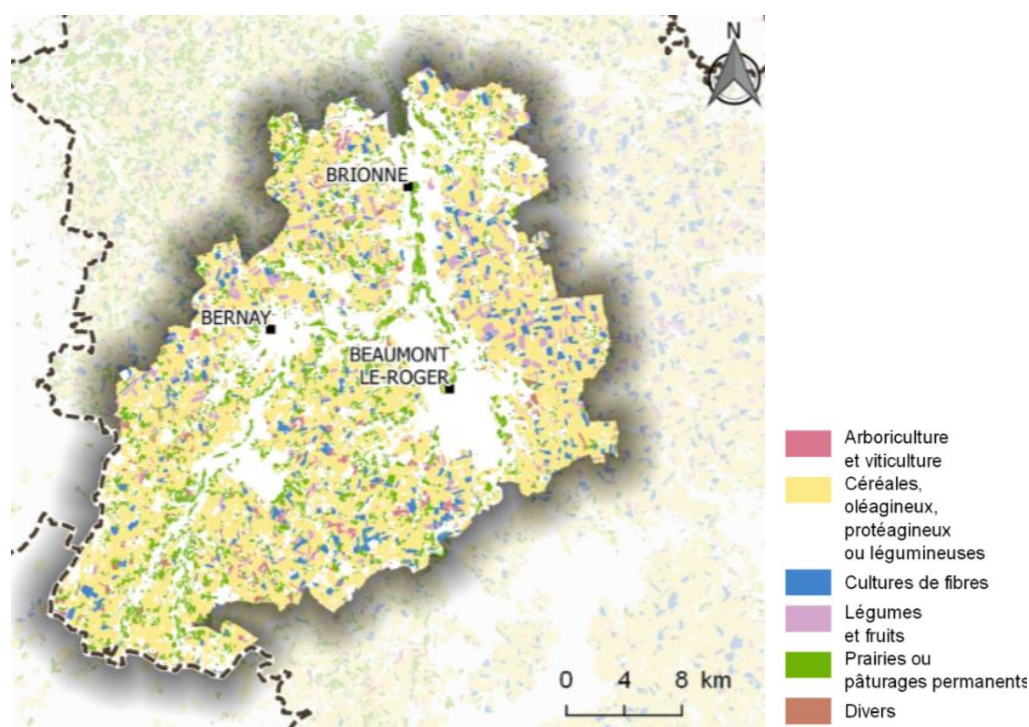 N
BRIONNE
BERNAY
BEAUMONT
LE-ROGER
0 4 8 km
Arboriculture
et viticulture
Céréales,
oléagineux,
protéagineux
ou légumineuses
Cultures de fibres
Légumes
et fruits
Prairies ou
pâturages permanents
Divers